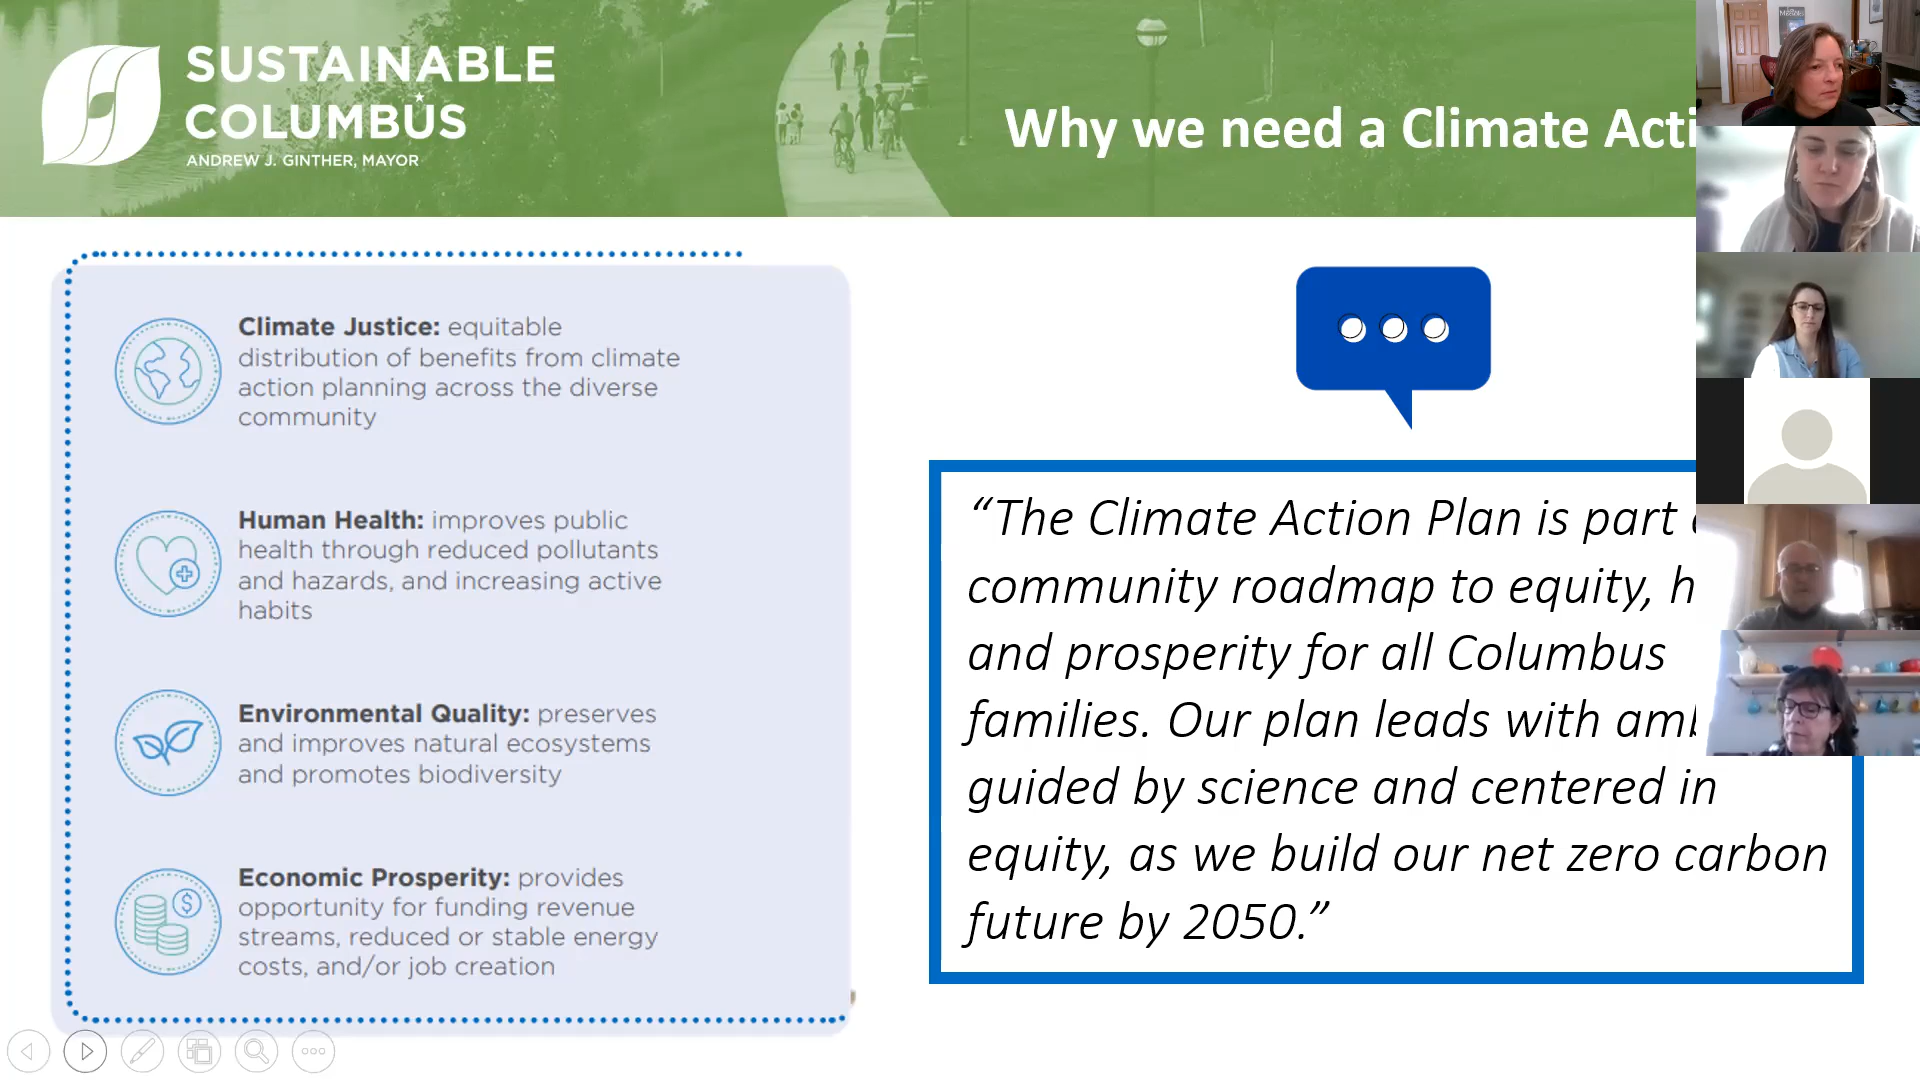 SUSTAINABLE
COLUMBUS
ANDREW J. GINTHER, MAYOR
Why we need a Climate Acti
Climate Justice: equitable
distribution of benefits from climate
action planning across the diverse
community
Human Health: improves public
health through reduced pollutants
and hazards, and increasing active
habits
Environmental Quality: preserves
and improves natural ecosystems
and promotes biodiversity
Economic Prosperity: provides
opportunity for funding revenue
streams, reduced or stable energy
costs, and/or job creation
“The Climate Action Plan is part
community roadmap to equity, h
and prosperity for all Columbus
families. Our plan leads with amb
guided by science and centered in
equity, as we build our net zero carbon
future by 2050.”